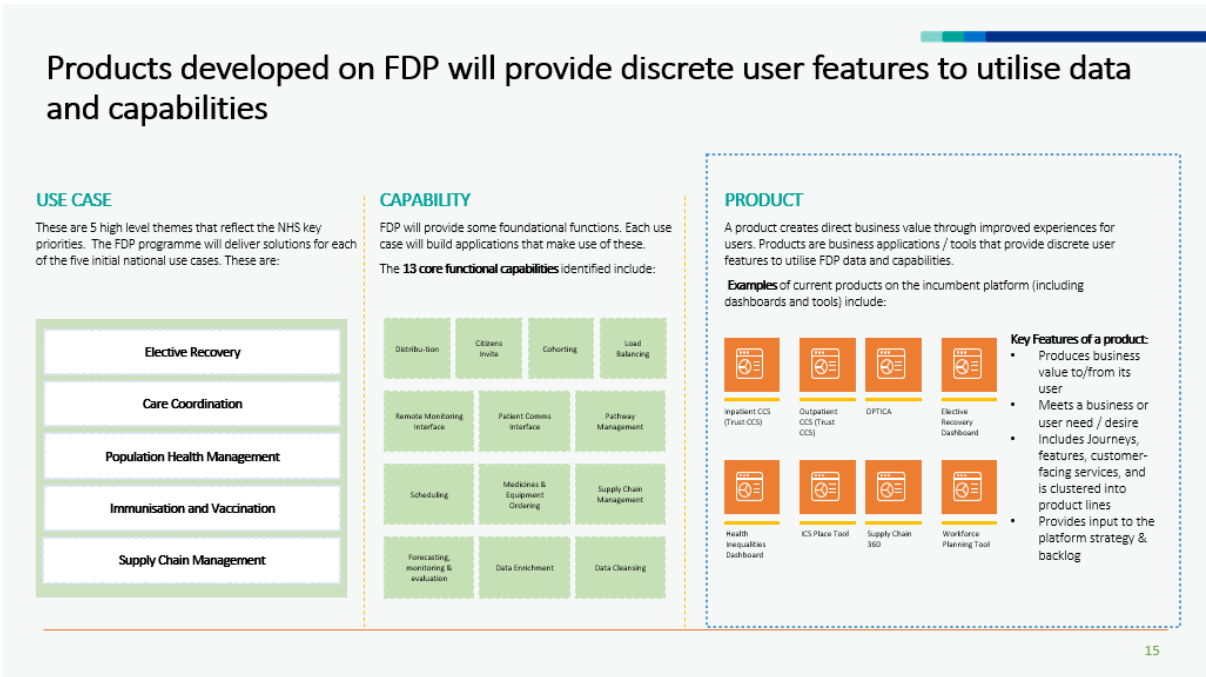 Products developed on FDP will provide discrete user features to utilise data
and capabilities
USE CASE
These are 5 high level themes that reflect the NHS key
priorities.  The FDP programme will deliver solutions for each
of the five initial national use cases. These are:
Elective Recovery
Care Coordination
Population Health Management
Immunisation and Vaccination
Supply Chain Management
CAPABILITY
FDP will provide some foundational functions. Each use
case will build applications that make use of these.
The 13 core functional capabilities identified include:
Distribu-tion
Citizens
Invite
Cohorting
Load
Balancing
Remote Monitoring
Interface
Patient Comms
Interface
Pathway
Management
Scheduling
Medicines &
Equipment
Ordering
Supply Chain
Management
Forecasting,
monitoring &
evaluation
Data Enrichment
Data Cleansing
PRODUCT
A product creates direct business value through improved experiences for
users. Products are business applications / tools that provide discrete user
features to utilise FDP data and capabilities.
Examples of current products on the incumbent platform (including
dashboards and tools) include:
Inpatient CCS
(Trust CCS)
Outpatient
CCS (Trust
CCS)
OPTICA
Elective
Recovery
Dashboard
Health
Inequalities
Dashboard
ICS Place Tool
Supply Chain
360
Workforce
Planning Tool
Key Features of a product:
• Produces business
value to/from its
user
• Meets a business or
user need / desire
• Includes Journeys,
features, customer-
facing services, and
is clustered into
product lines
• Provides input to the
platform strategy &
backlog
15